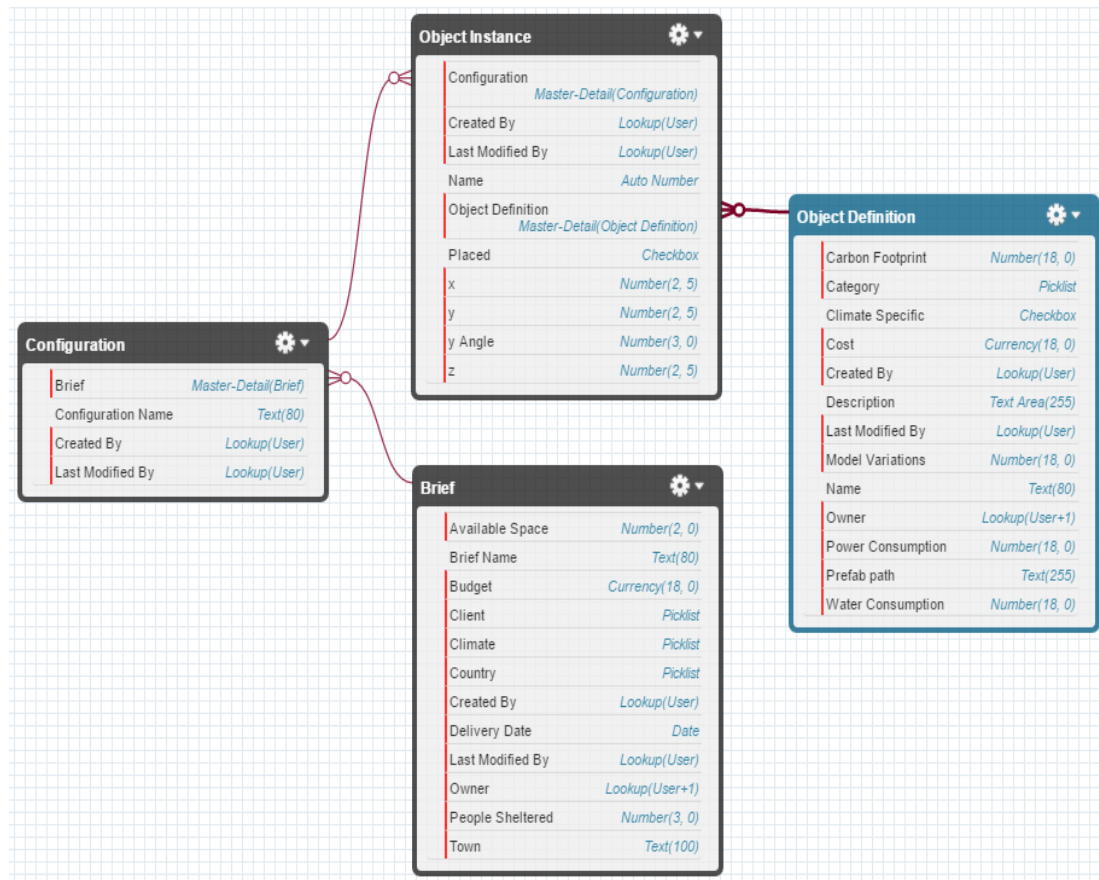 Object Instance
Configuration
Master-Detail(Configuration)
Created By Lookup(User)
Last Modified By Lookup(User)
Name Auto Number
Object Definition
Master-Detail(Object Definition)
Placed Checkbox
x Number(2, 5)
y Number(2, 5)
y Angle Number(3, 0)
z Number(2, 5)
Object Definition
Carbon Footprint Number(18, 0)
Category Picklist
Climate Specific Checkbox
Cost Currency(18, 0)
Created By Lookup(User)
Description Text Area(255)
Last Modified By Lookup(User)
Model Variations Number(18, 0)
Name Text(80)
Owner Lookup(User+1)
Power Consumption Number(18, 0)
Prefab path Text(255)
Water Consumption Number(18, 0)
Configuration
Brief Master-Detail(Brief)
Configuration Name Text(80)
Created By Lookup(User)
Last Modified By Lookup(User)
Brief
Available Space Number(2, 0)
Brief Name Text(80)
Budget Currency(18, 0)
Client Picklist
Climate Picklist
Country Picklist
Created By Lookup(User)
Delivery Date Date
Last Modified By Lookup(User)
Owner Lookup(User+1)
People Sheltered Number(3, 0)
Town Text(100)